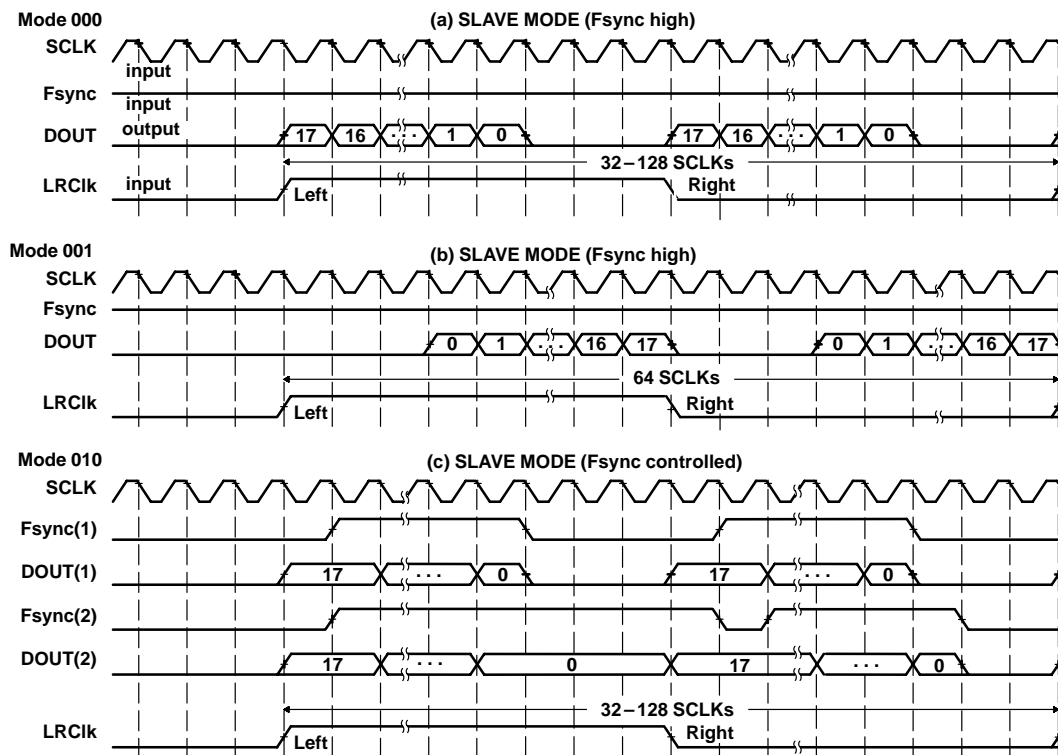 Mode 000
(a) SLAVE MODE (Fsync high)
SCLK
input
Fsync
input
DOUT output 17 16 · · · 1 0 17 16 · · · 1 0
32–128 SCLKs
LRClk input Left Right
Mode 001
(b) SLAVE MODE (Fsync high)
SCLK
Fsync
DOUT 0 1 · · · 16 17 0 1 · · · 16 17
64 SCLKs
LRClk Left Right
Mode 010
(c) SLAVE MODE (Fsync controlled)
SCLK
Fsync(1)
DOUT(1) 17 · · · 0 17 · · · 0
Fsync(2)
DOUT(2) 17 · · · 0 17 · · · 0
32–128 SCLKs
LRClk Left Right